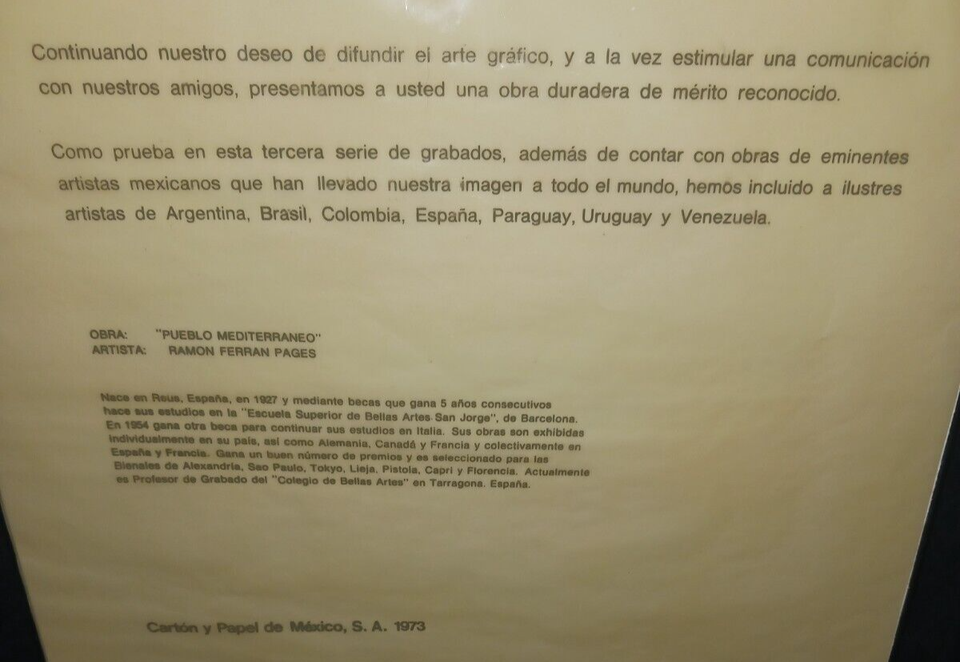 Continuando nuestro deseo de difundir el arte gráfico, y a la vez estimular una comunicación
con nuestros amigos, presentamos a usted una obra duradera de mérito reconocido.
Como prueba en esta tercera serie de grabados, además de contar con obras de eminentes
artistas mexicanos que han llevado nuestra imagen a todo el mundo, hemos incluido a ilustres
artistas de Argentina, Brasil, Colombia, España, Paraguay, Uruguay y Venezuela.
OBRA: "PUEBLO MEDITERRANEO"
ARTISTA: RAMON FERRAN PAGES
Nace en Reus, España, en 1927 y mediante becas que gana 5 años consecutivos
hace sus estudios en la "Escuela Superior de Bellas Artes San Jorge", de Barcelona.
En 1954 gana otra beca para continuar sus estudios en Italia. Sus obras son exhibidas
individualmente en su país, así como Alemania, Canadá y Francia y colectivamente en
España y Francia. Gana un buen número de premios y es seleccionado para las
Bienales de Alexandria, Sao Paulo, Tokyo, Lieja, Pistola, Capri y Florencia. Actualmente
es Profesor de Grabado del "Colegio de Bellas Artes" en Tarragona. España.
Cartón y Papel de México, S. A. 1973